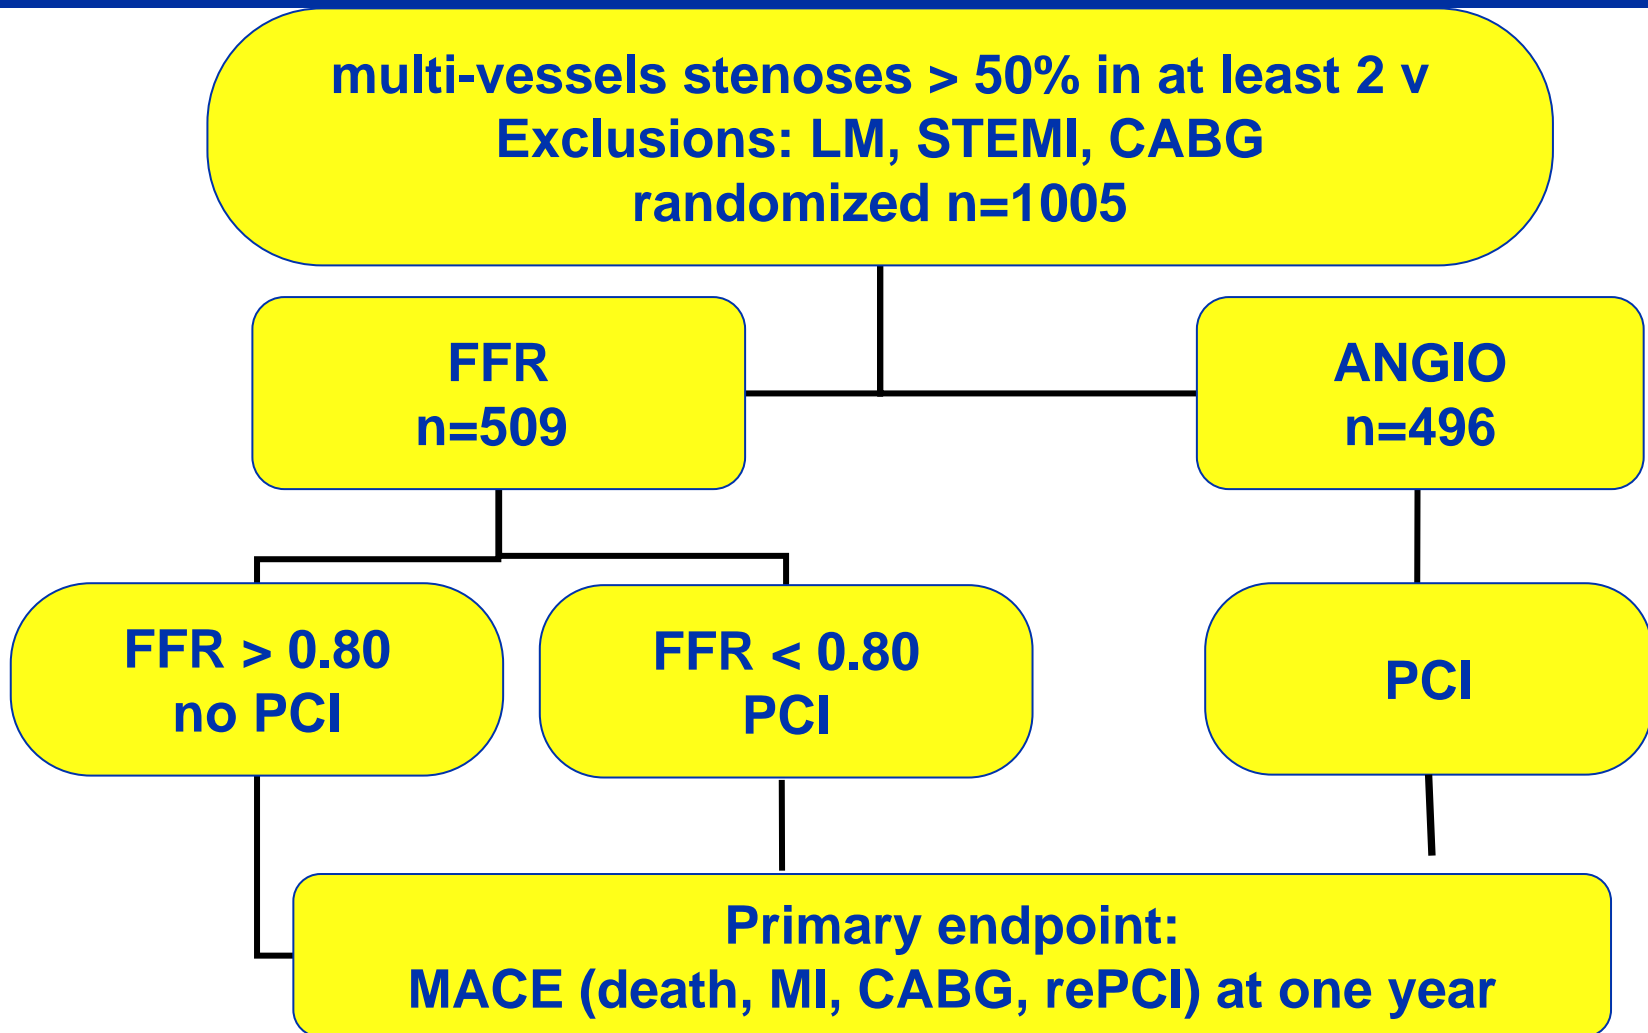 multi-vessels stenoses > 50% in at least 2 v
Exclusions: LM, STEMI, CABG
randomized n=1005
FFR
n=509
ANGIO
n=496
FFR > 0.80
no PCI
FFR < 0.80
PCI
PCI
Primary endpoint:
MACE (death, MI, CABG, rePCI) at one year